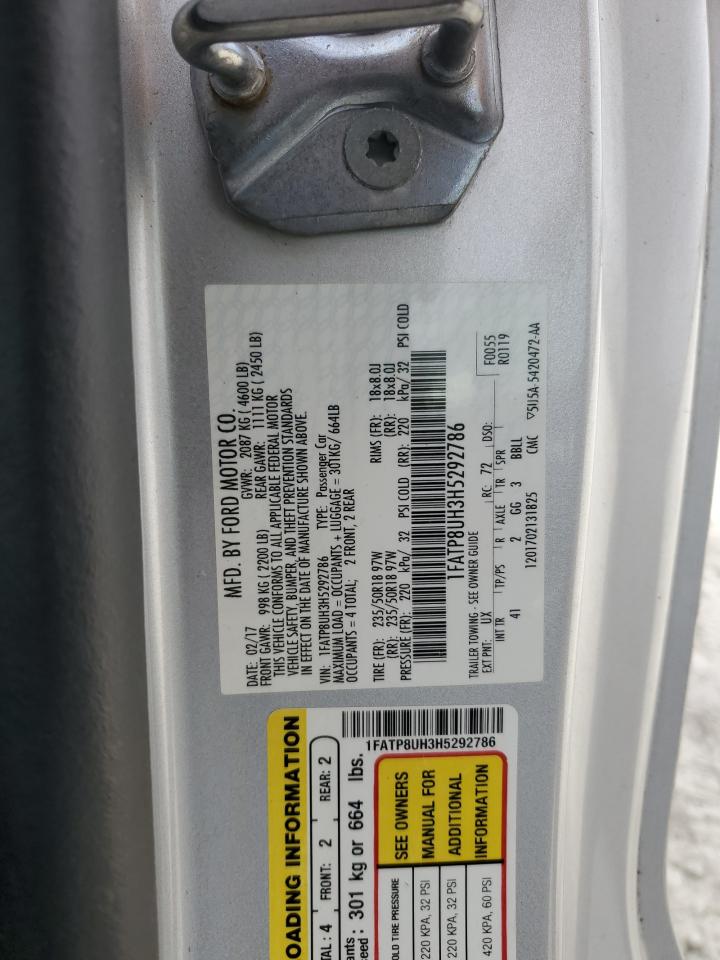 MFD. BY FORD MOTOR CO.
DATE: 02/17 GVWR: 2087 KG ( 4600 LB)
FRONT GAWR: 998 KG ( 2200 LB) REAR GAWR: 1111 KG ( 2450 LB)
THIS VEHICLE CONFORMS TO ALL APPLICABLE FEDERAL MOTOR
VEHICLE SAFETY, BUMPER, AND THEFT PREVENTION STANDARDS
IN EFFECT ON THE DATE OF MANUFACTURE SHOWN ABOVE.
VIN: 1FATP8UH3H5292786 TYPE: Passenger Car
MAXIMUM LOAD = OCCUPANTS + LUGGAGE = 301KG/ 664LB
OCCUPANTS = 4 TOTAL; 2 FRONT, 2 REAR
TIRE (FR): 235/50R18 97W RIMS (FR): 18x8.0J
(RR): 235/50R18 97W (RR): 18x8.0J
PRESSURE (FR): 220 kPa/ 32 PSI COLD (RR): 220 kPa/ 32 PSI COLD
1FATP8UH3H5292786
TRAILER TOWING - SEE OWNER GUIDE
EXT PNT: UX RC: 72 DSO: F0055
R0119
INT TR TP/PS R AXLE TR SPR
41 2 GG 3 BBLL
1201702131825 CMC ▽5U5A-5420472-AA
OADING INFORMATION
TAL: 4 FRONT: 2 REAR: 2
ants
ceed : 301 kg or 664 lbs.
1FATP8UH3H5292786
OLD TIRE PRESSURE
220 KPA, 32 PSI
220 KPA, 32 PSI
420 KPA, 60 PSI
SEE OWNERS
MANUAL FOR
ADDITIONAL
INFORMATION